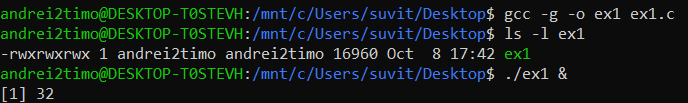 andrei2timo@DESKTOP-T0STEVH:/mnt/c/Users/suvit/Desktop$ gcc -g -o ex1 ex1.c
andrei2timo@DESKTOP-T0STEVH:/mnt/c/Users/suvit/Desktop$ ls -l ex1
-rwxrwxrwx 1 andrei2timo andrei2timo 16960 Oct  8 17:42 ex1
andrei2timo@DESKTOP-T0STEVH:/mnt/c/Users/suvit/Desktop$ ./ex1 &
[1] 32